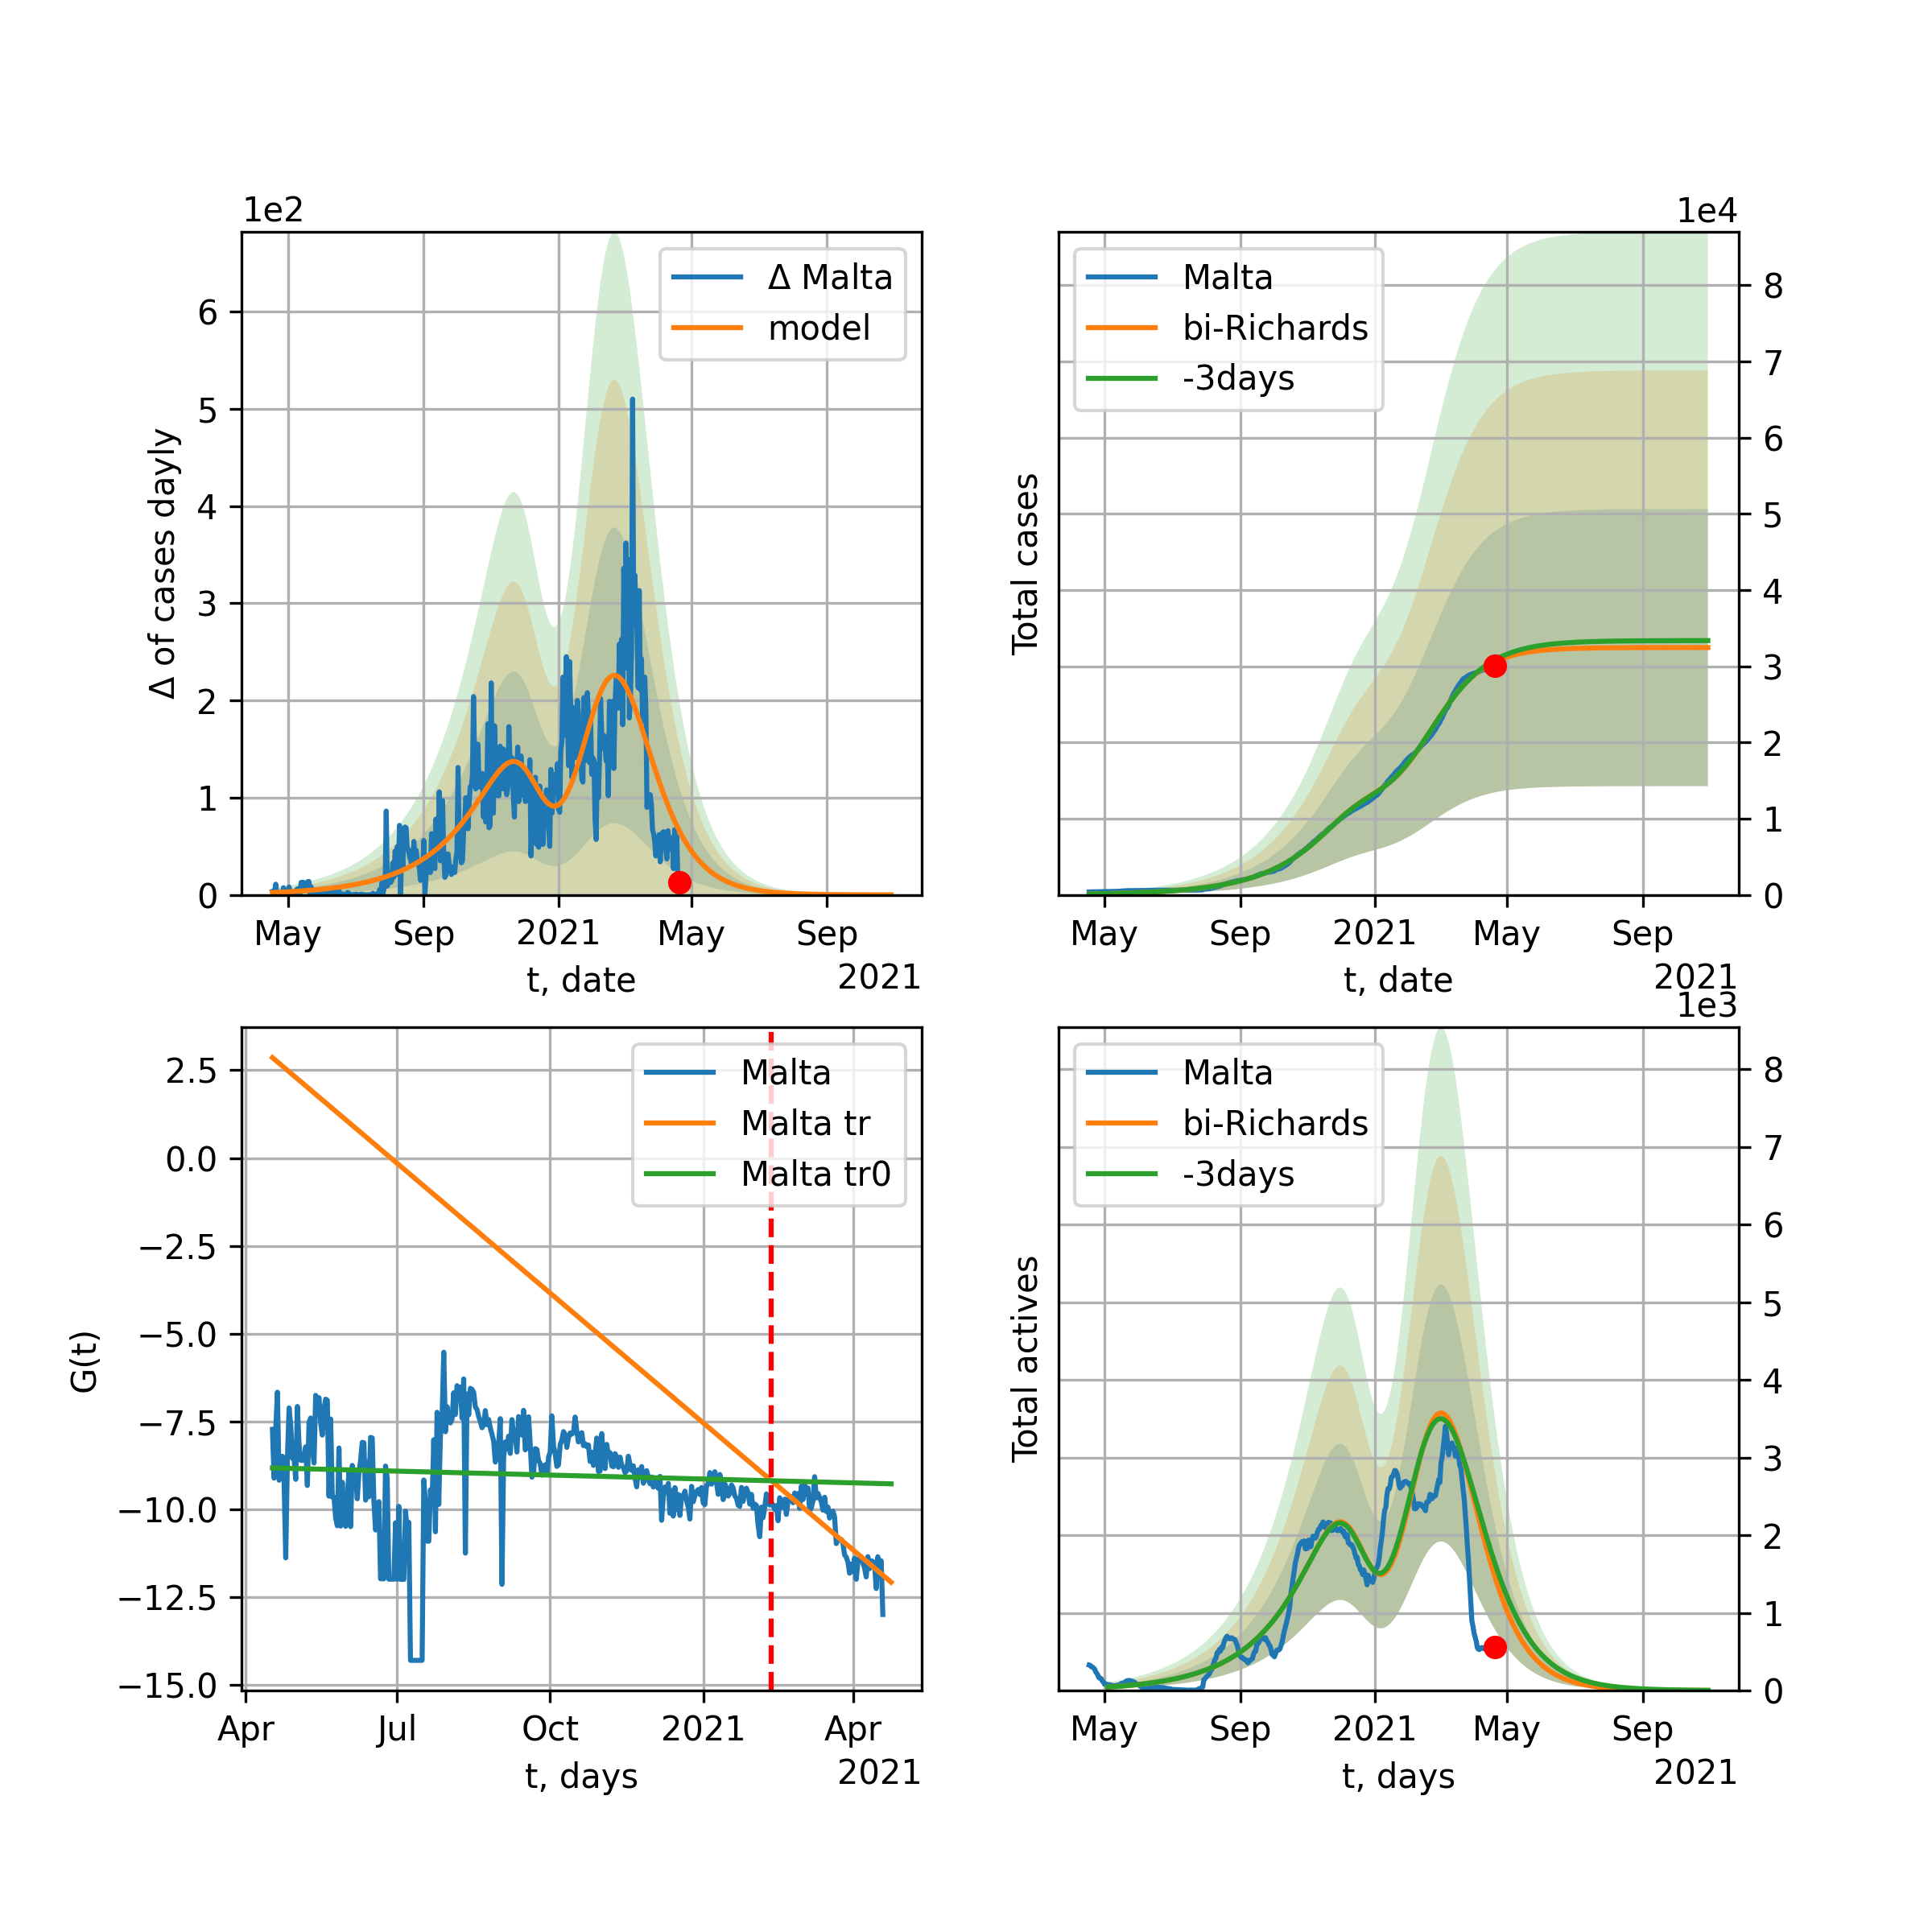 1e2
Δ Malta
model
6
5
4
3
2
1
0
Δ of cases dayly
May
Sep
2021
May
Sep
t, date
2021
1e4
Malta
bi-Richards
-3days
8
7
6
5
4
3
2
1
0
Total cases
May
Sep
2021
May
Sep
t, date
2021
Malta
Malta tr
Malta tr0
2.5
0.0
−2.5
−5.0
−7.5
−10.0
−12.5
−15.0
G(t)
Apr
Jul
Oct
2021
Apr
t, days
2021
1e3
Malta
bi-Richards
-3days
8
7
6
5
4
3
2
1
0
Total actives
May
Sep
2021
May
Sep
t, days
2021